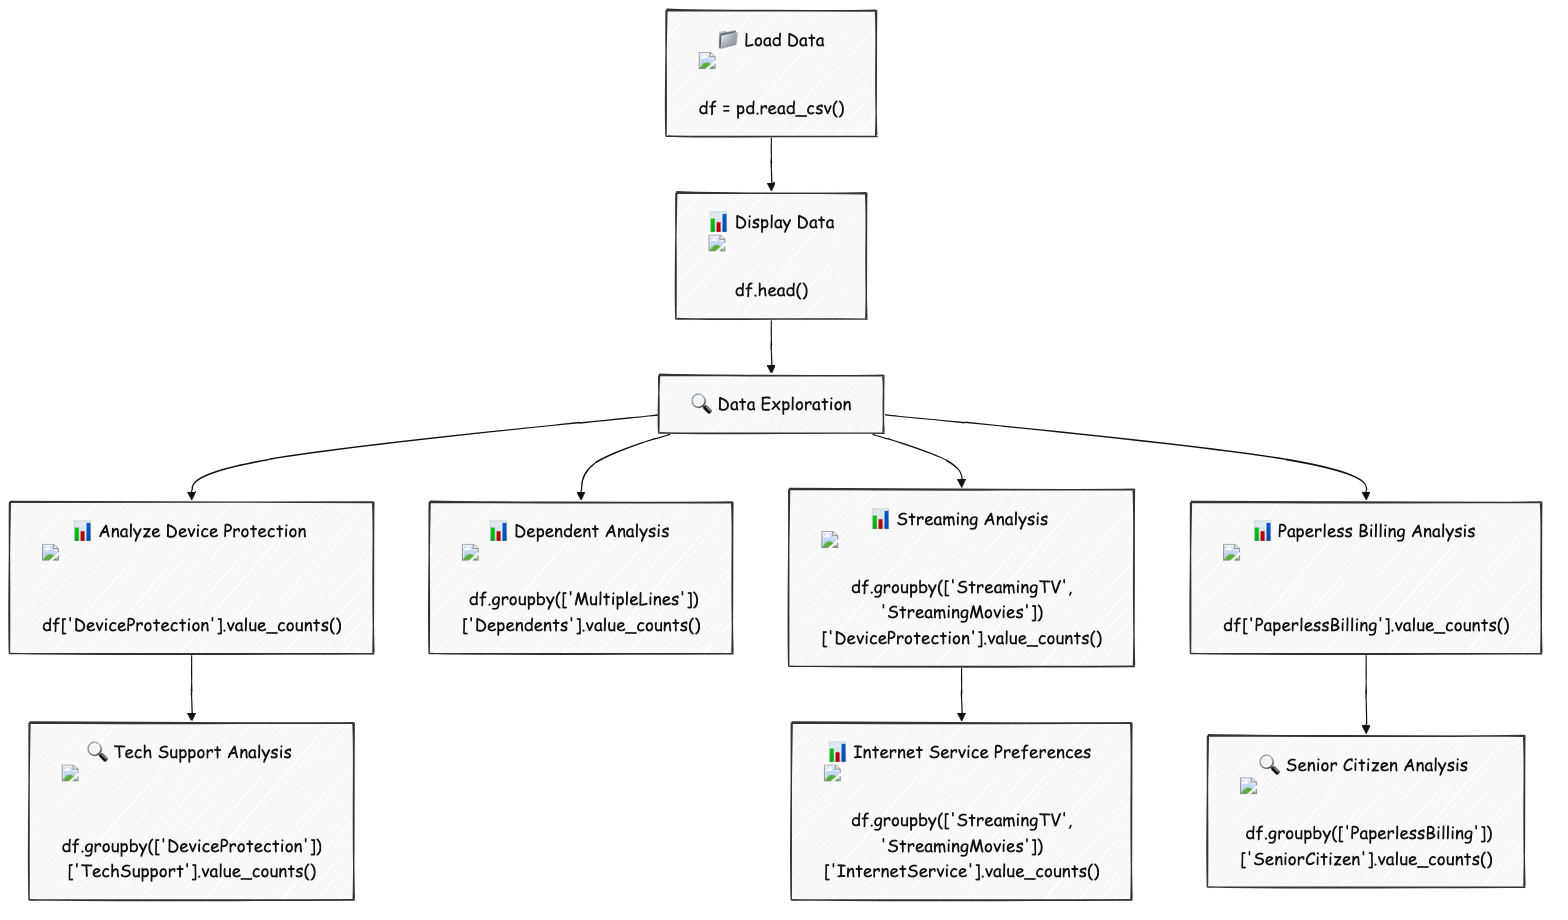 📁 Load Data
df = pd.read_csv()
📊 Display Data
df.head()
🔍 Data Exploration
📊 Analyze Device Protection
df['DeviceProtection'].value_counts()
📊 Dependent Analysis
df.groupby(['MultipleLines'])
['Dependents'].value_counts()
📊 Streaming Analysis
df.groupby(['StreamingTV',
'StreamingMovies'])
['DeviceProtection'].value_counts()
📊 Paperless Billing Analysis
df['PaperlessBilling'].value_counts()
🔍 Tech Support Analysis
df.groupby(['DeviceProtection'])
['TechSupport'].value_counts()
📊 Internet Service Preferences
df.groupby(['StreamingTV',
'StreamingMovies'])
['InternetService'].value_counts()
🔍 Senior Citizen Analysis
df.groupby(['PaperlessBilling'])
['SeniorCitizen'].value_counts()